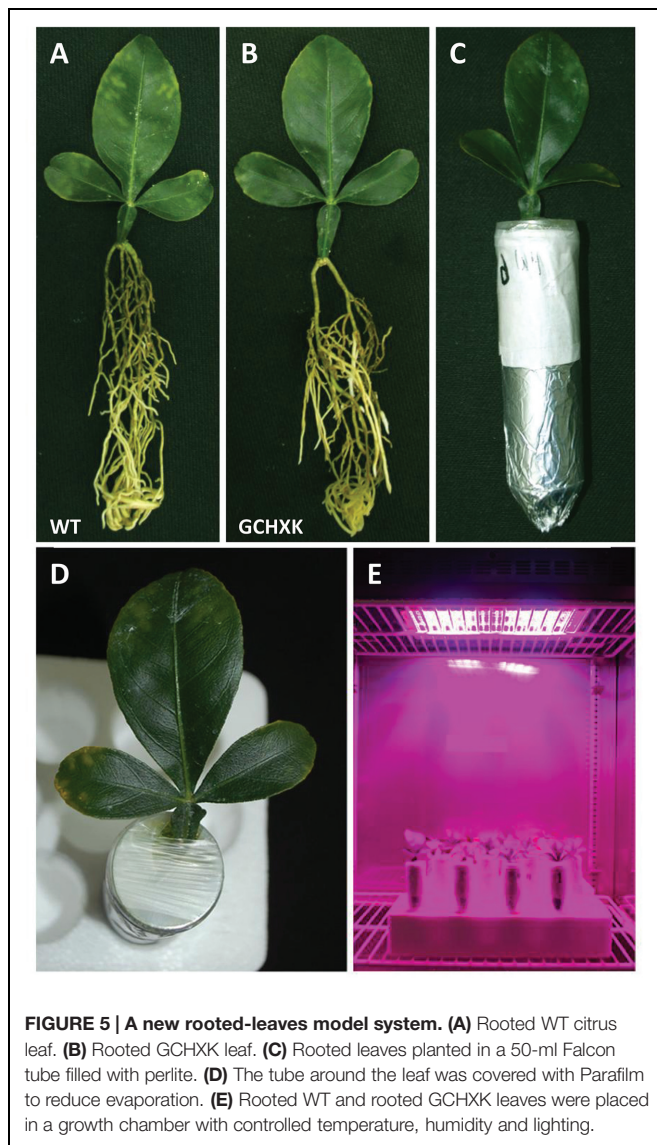 A
B
C
WT
GCHXK
6
D
E
FIGURE 5 | A new rooted-leaves model system. (A) Rooted WT citrus
leaf. (B) Rooted GCHXK leaf. (C) Rooted leaves planted in a 50-ml Falcon
tube filled with perlite. (D) The tube around the leaf was covered with Parafilm
to reduce evaporation. (E) Rooted WT and rooted GCHXK leaves were placed
in a growth chamber with controlled temperature, humidity and lighting.